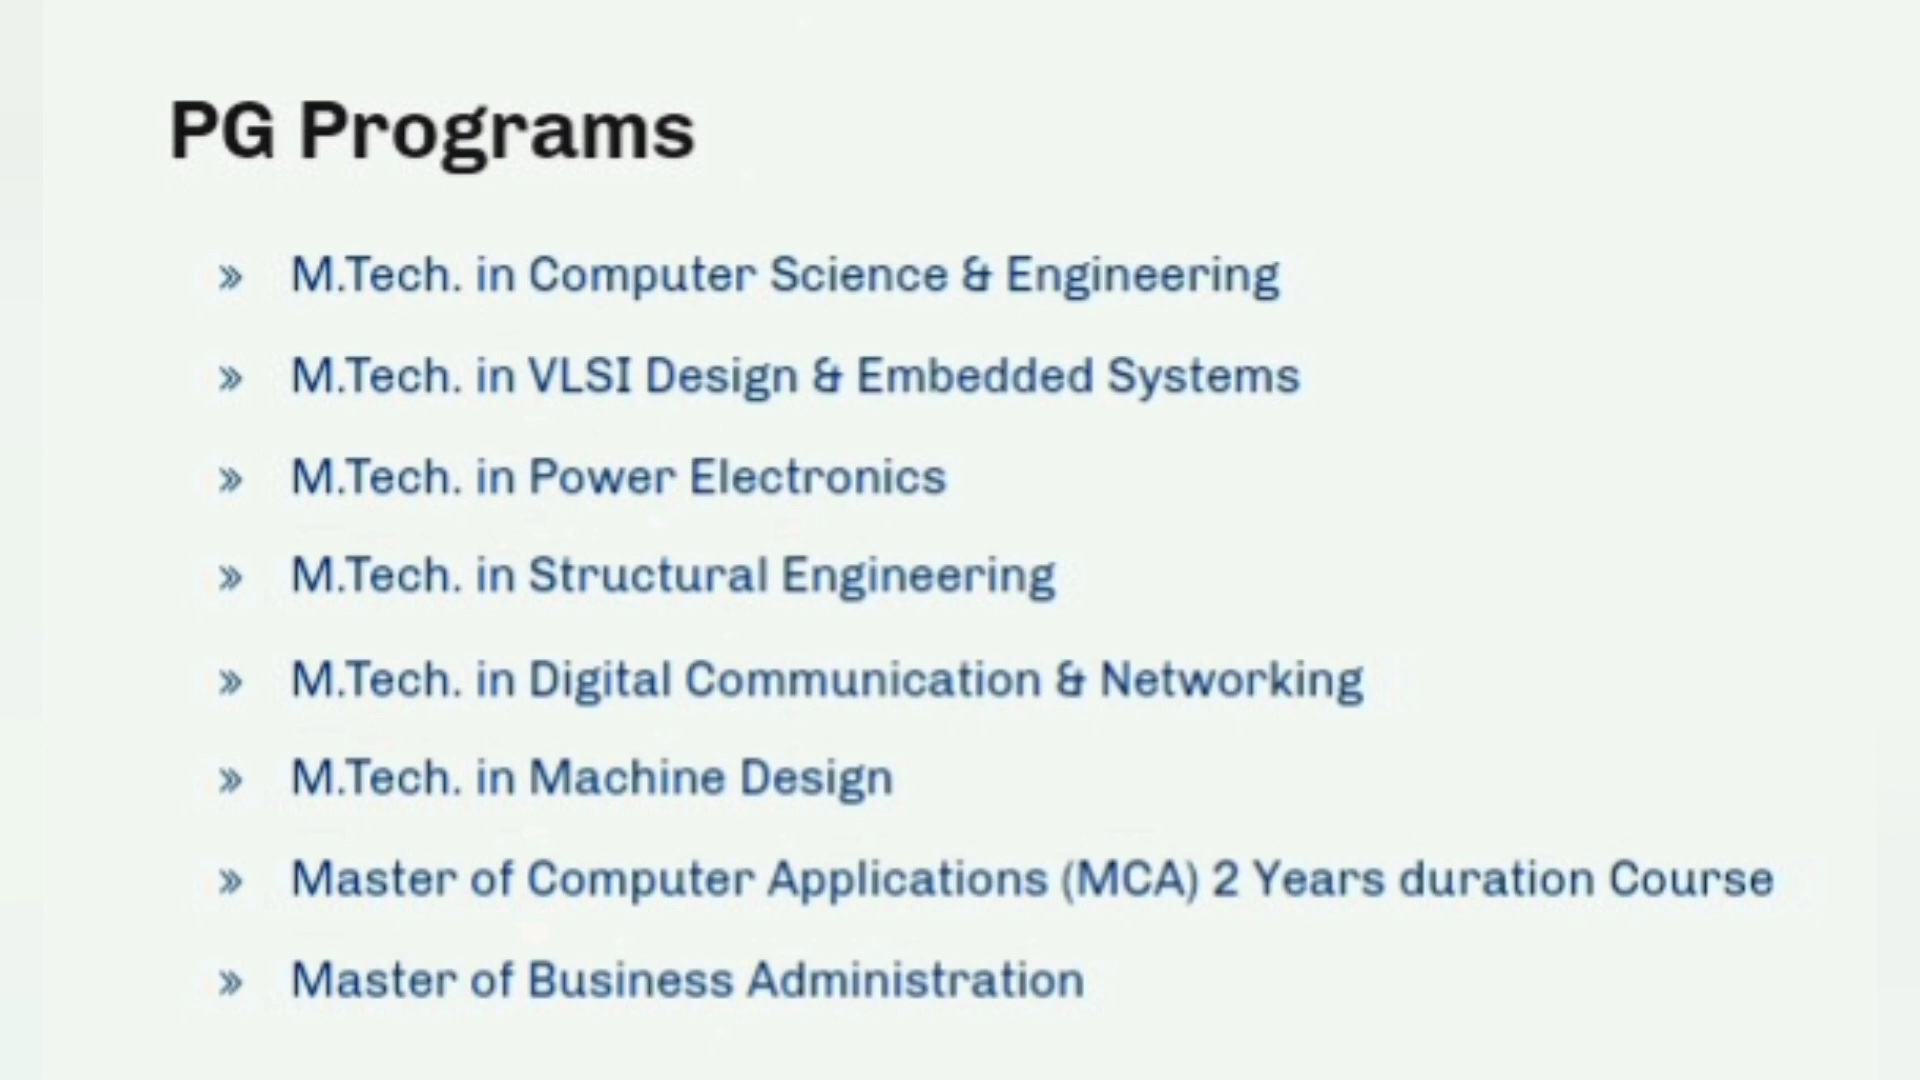 PG Programs
» M.Tech. in Computer Science & Engineering
» M.Tech. in VLSI Design & Embedded Systems
» M.Tech. in Power Electronics
» M.Tech. in Structural Engineering
» M.Tech. in Digital Communication & Networking
» M.Tech. in Machine Design
» Master of Computer Applications (MCA) 2 Years duration Course
» Master of Business Administration